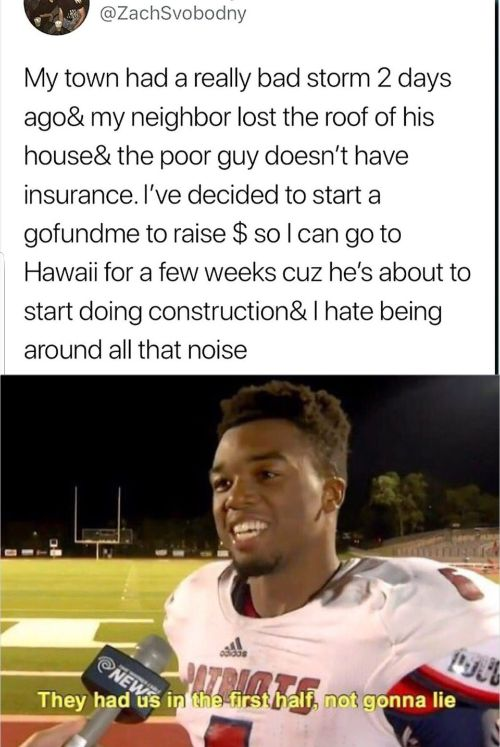 @ZachSvobodny
My town had a really bad storm 2 days
ago& my neighbor lost the roof of his
house& the poor guy doesn't have
insurance. I've decided to start a
gofundme to raise $ so I can go to
Hawaii for a few weeks cuz he's about to
start doing construction& I hate being
around all that noise
adidas
PATRIOTS
NEWS
They had us in the first half, not gonna lie